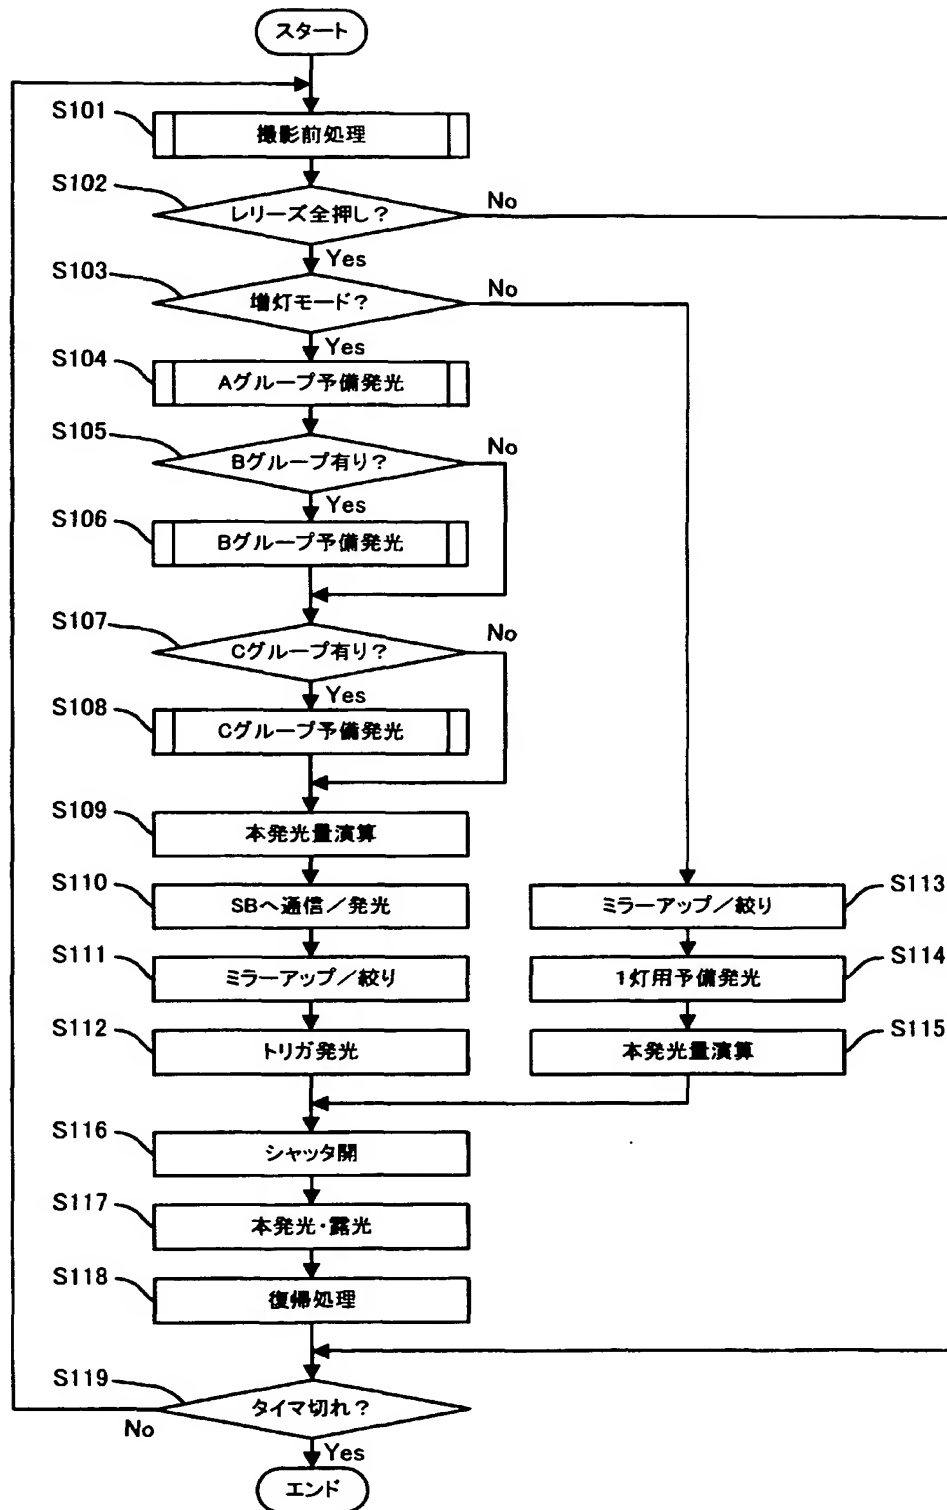 スタート
S101
撮影前処理
S102
レリーズ全押し？
No
Yes
S103
増灯モード？
No
Yes
S104
Aグループ予備発光
S105
Bグループ有り？
No
Yes
S106
Bグループ予備発光
S107
Cグループ有り？
No
Yes
S108
Cグループ予備発光
S109
本発光量演算
S110
SBへ通信／発光
S111
ミラーアップ／絞り
S112
トリガ発光
S113
ミラーアップ／絞り
S114
1灯用予備発光
S115
本発光量演算
S116
シャッタ開
S117
本発光・露光
S118
復帰処理
S119
タイマ切れ？
No
Yes
エンド